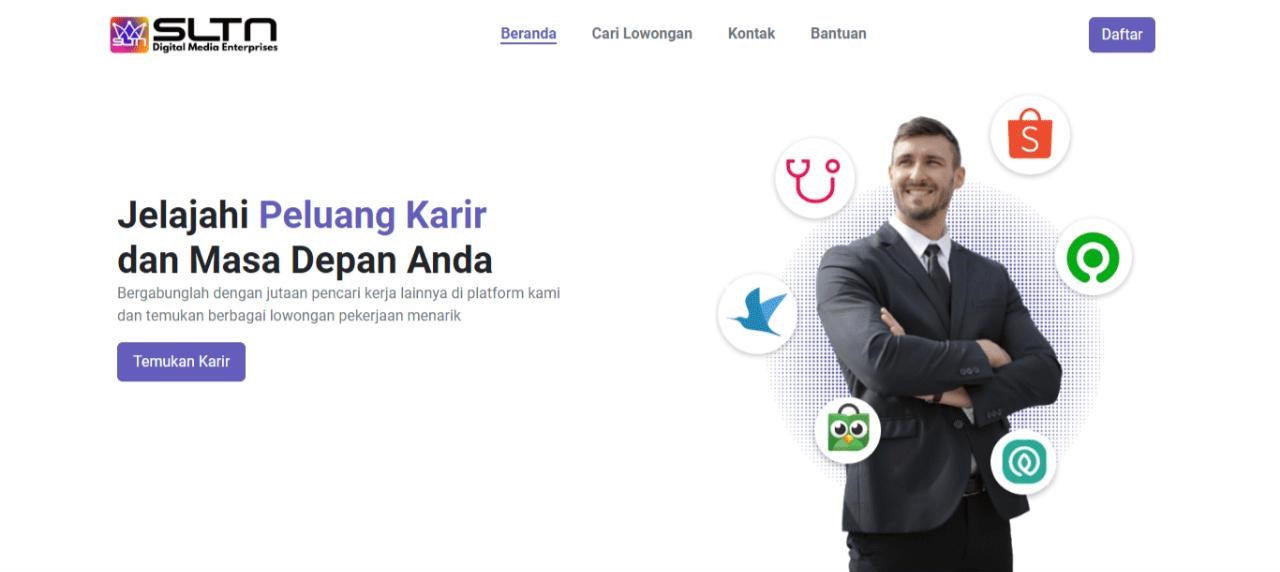 SLTN
Digital Media Enterprises
SLTN
Beranda
Cari Lowongan
Kontak
Bantuan
Daftar
Jelajahi Peluang Karir
dan Masa Depan Anda
Bergabunglah dengan jutaan pencari kerja lainnya di platform kami
dan temukan berbagai lowongan pekerjaan menarik
Temukan Karir
S